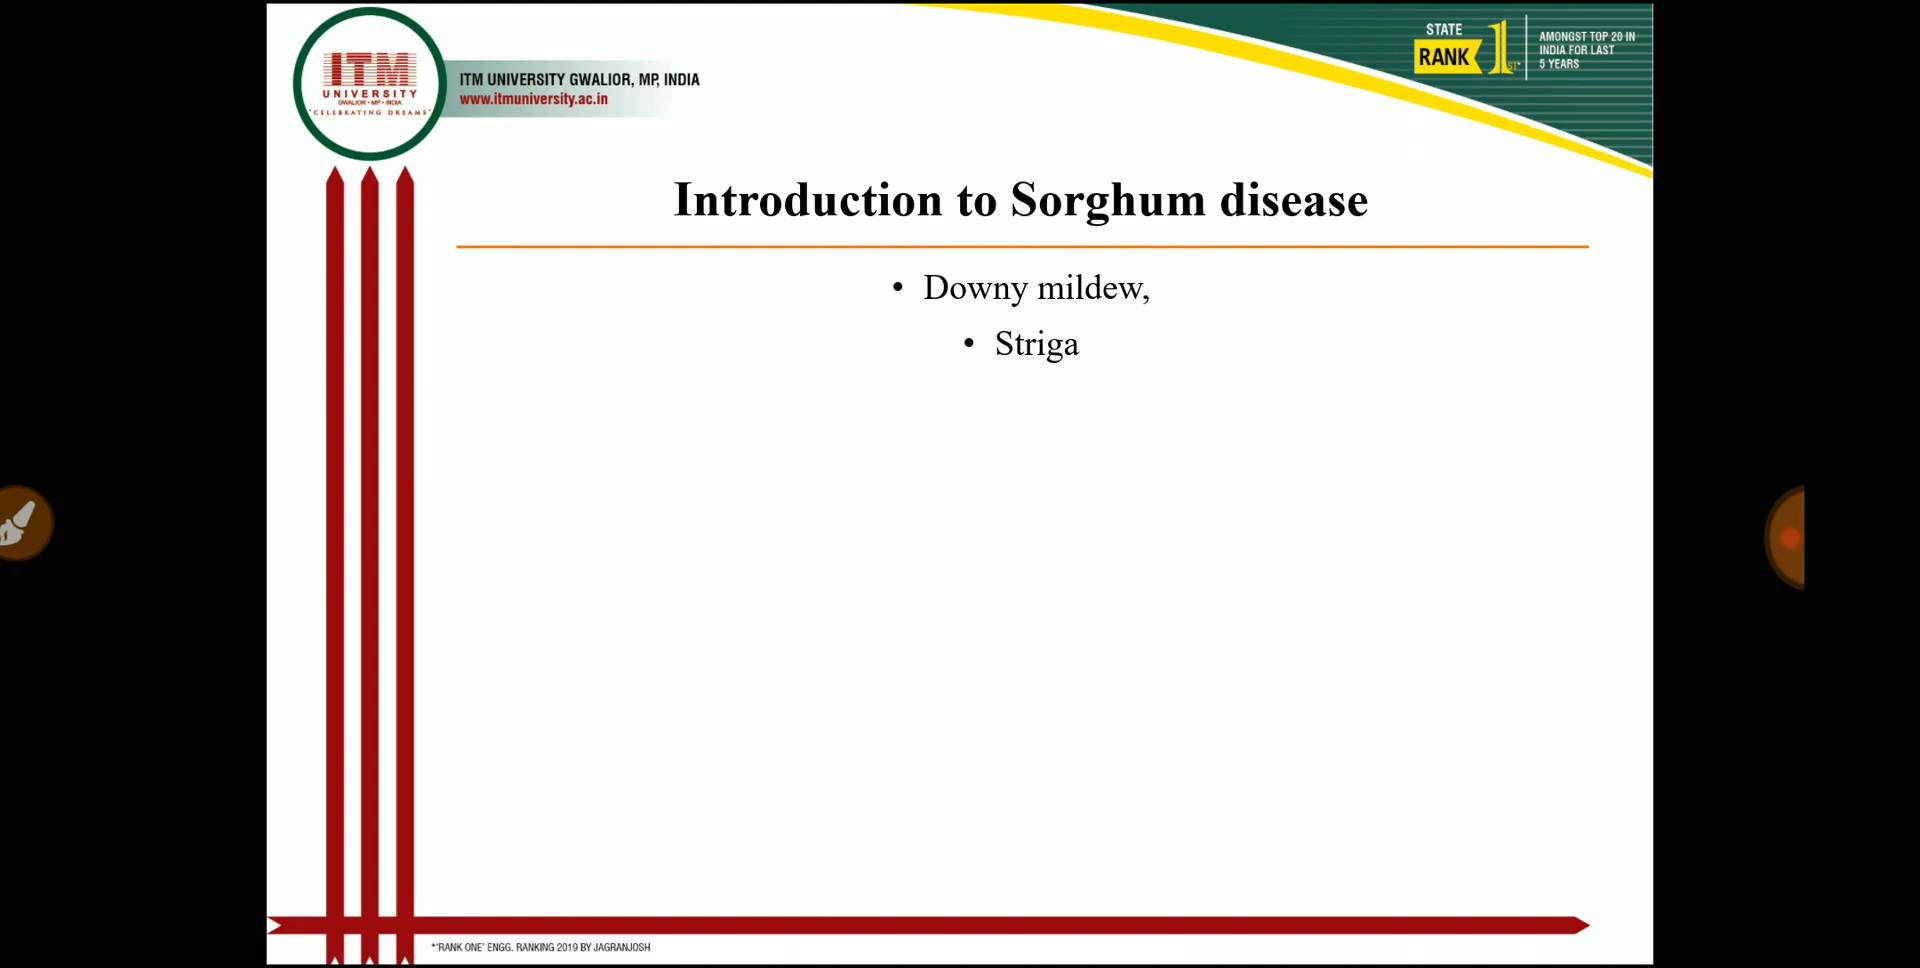 ITM
UNIVERSITY
GWALIOR • MP • INDIA
"CELEBRATING DREAMS"
ITM UNIVERSITY GWALIOR, MP, INDIA
www.itmuniversity.ac.in
STATE
RANK 1ST*
AMONGST TOP 20 IN
INDIA FOR LAST
5 YEARS
Introduction to Sorghum disease
• Downy mildew,
• Striga
*'RANK ONE' ENGG. RANKING 2019 BY JAGRANJOSH